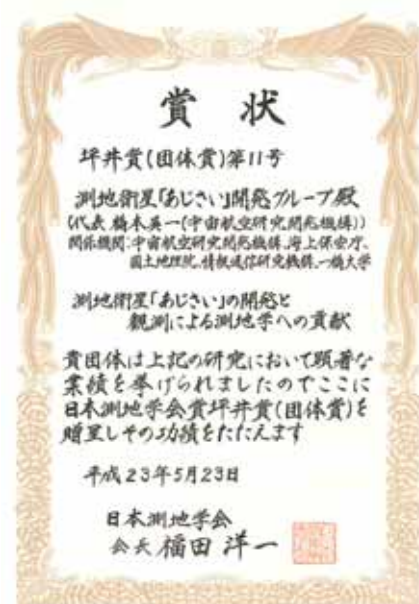 賞状
坪井賞(団体賞)第11号
測地衛星「あじさい」開発グループ殿
(代表 橋本英一(宇宙航空研究開発機構))
関係機関:宇宙航空研究開発機構、海上保安庁、
国土地理院、情報通信研究機構、一橋大学
測地衛星「あじさい」の開発と
観測による測地学への貢献
貴団体は上記の研究において顕著な
業績を挙げられましたのでここに
日本測地学会賞坪井賞(団体賞)を
贈呈しその功績をたたえます
平成23年5月23日
日本測地学会
会長 福田洋一